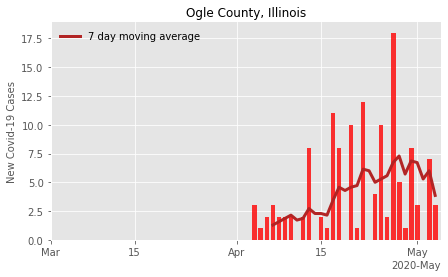 Ogle County, Illinois
7 day moving average
New Covid-19 Cases
17.5
15.0
12.5
10.0
7.5
5.0
2.5
0.0
Mar 15 Apr 15 May
2020-May